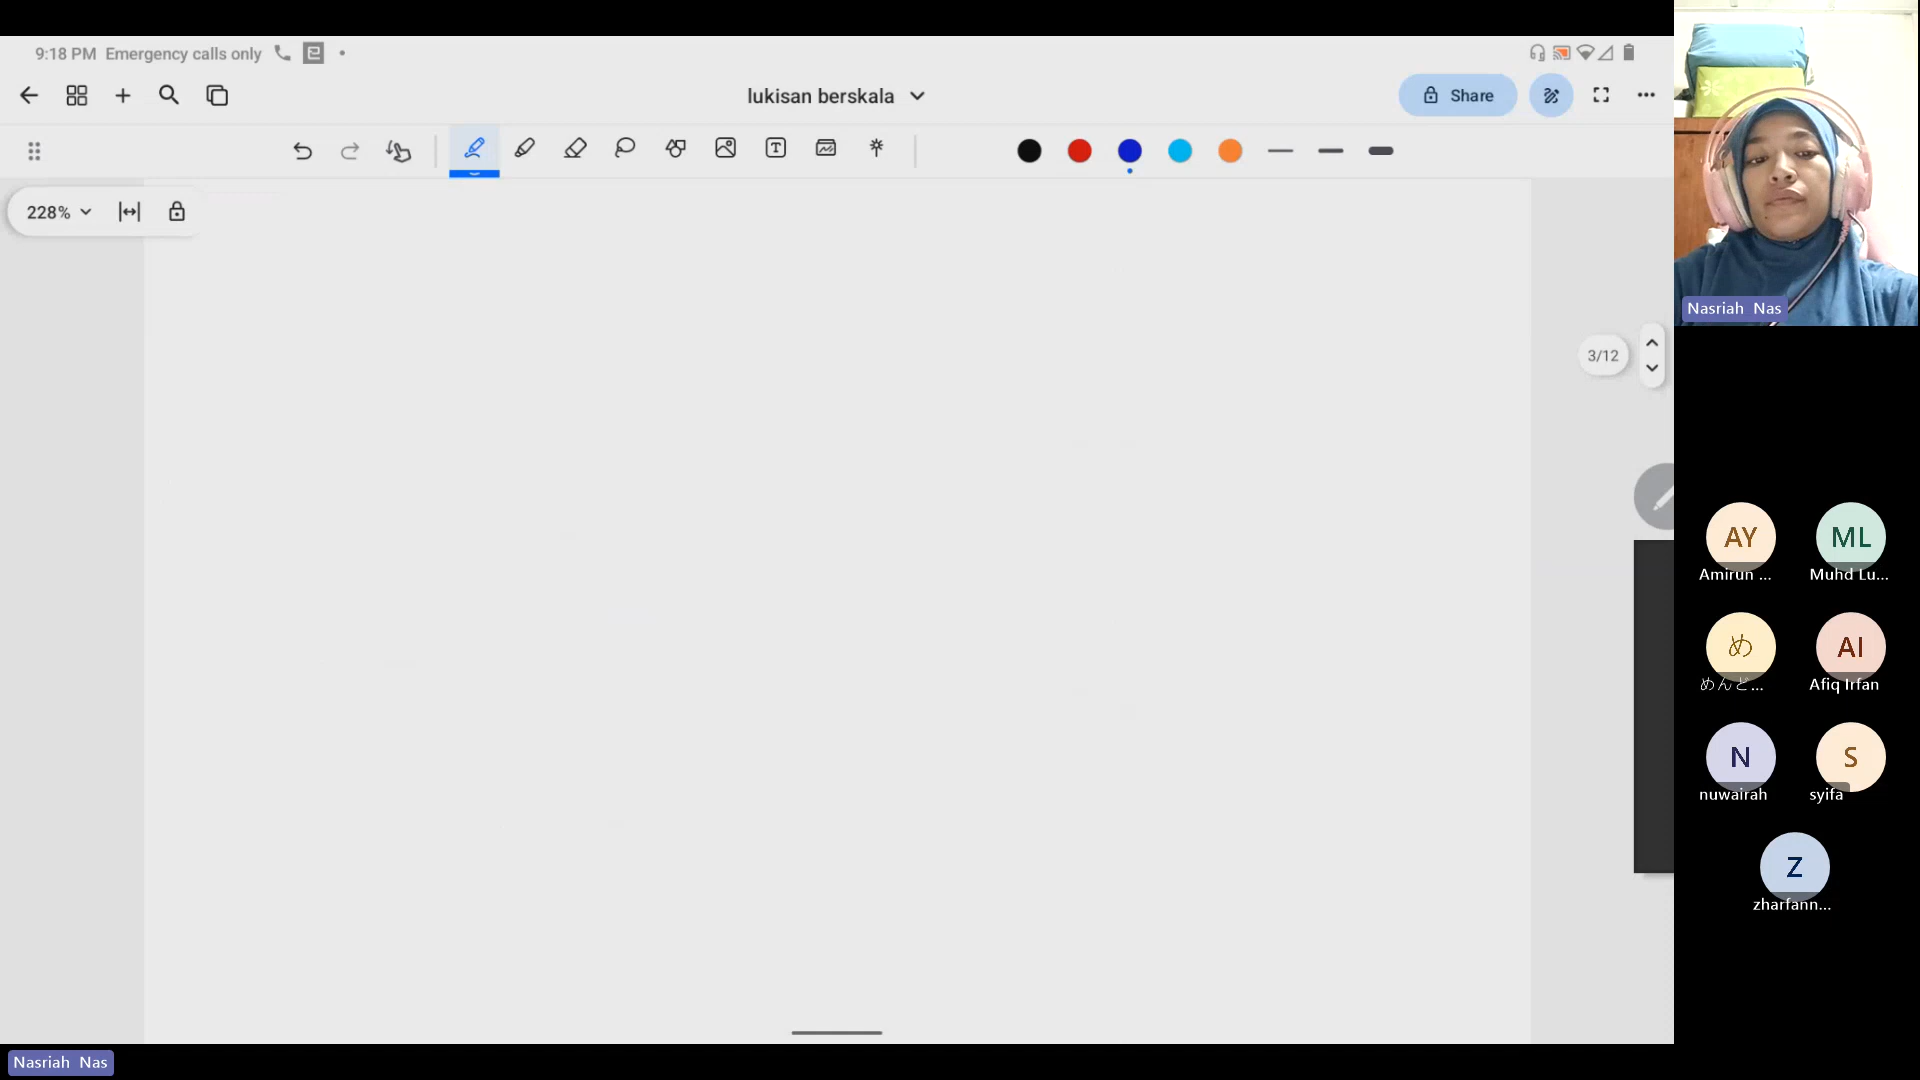 9:18 PM Emergency calls only
lukisan berskala
Share
228%
3/12
Nasriah Nas
AY
Amirun ...
ML
Muhd Lu...
め
めんど...
AI
Afiq Irfan
N
nuwairah
S
syifa
Z
zharfann...
Nasriah Nas